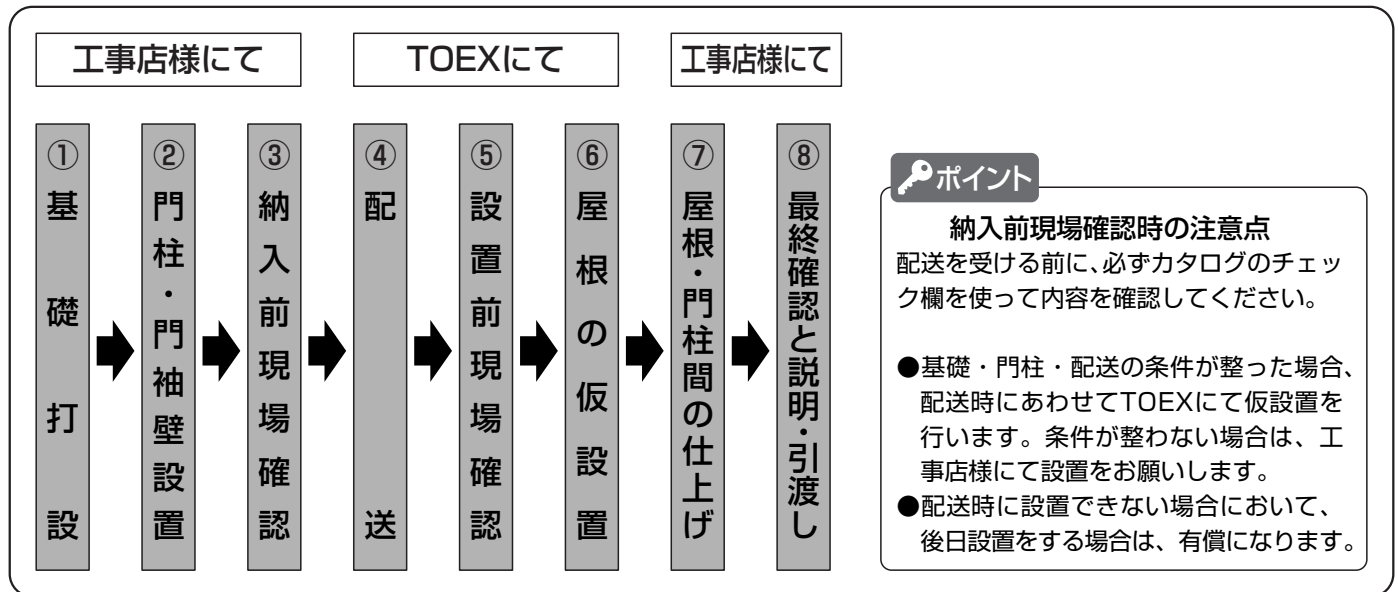 工事店様にて
TOEXにて
工事店様にて
①基礎打設
②門柱・門袖壁設置
③納入前現場確認
④配送
⑤設置前現場確認
⑥屋根の仮設置
⑦屋根・門柱間の仕上げ
⑧最終確認と説明・引渡し
ポイント
納入前現場確認時の注意点
配送を受ける前に、必ずカタログのチェッ
ク欄を使って内容を確認してください。
●基礎・門柱・配送の条件が整った場合、
配送時にあわせてTOEXにて仮設置を
行います。条件が整わない場合は、工
事店様にて設置をお願いします。
●配送時に設置できない場合において、
後日設置をする場合は、有償になります。